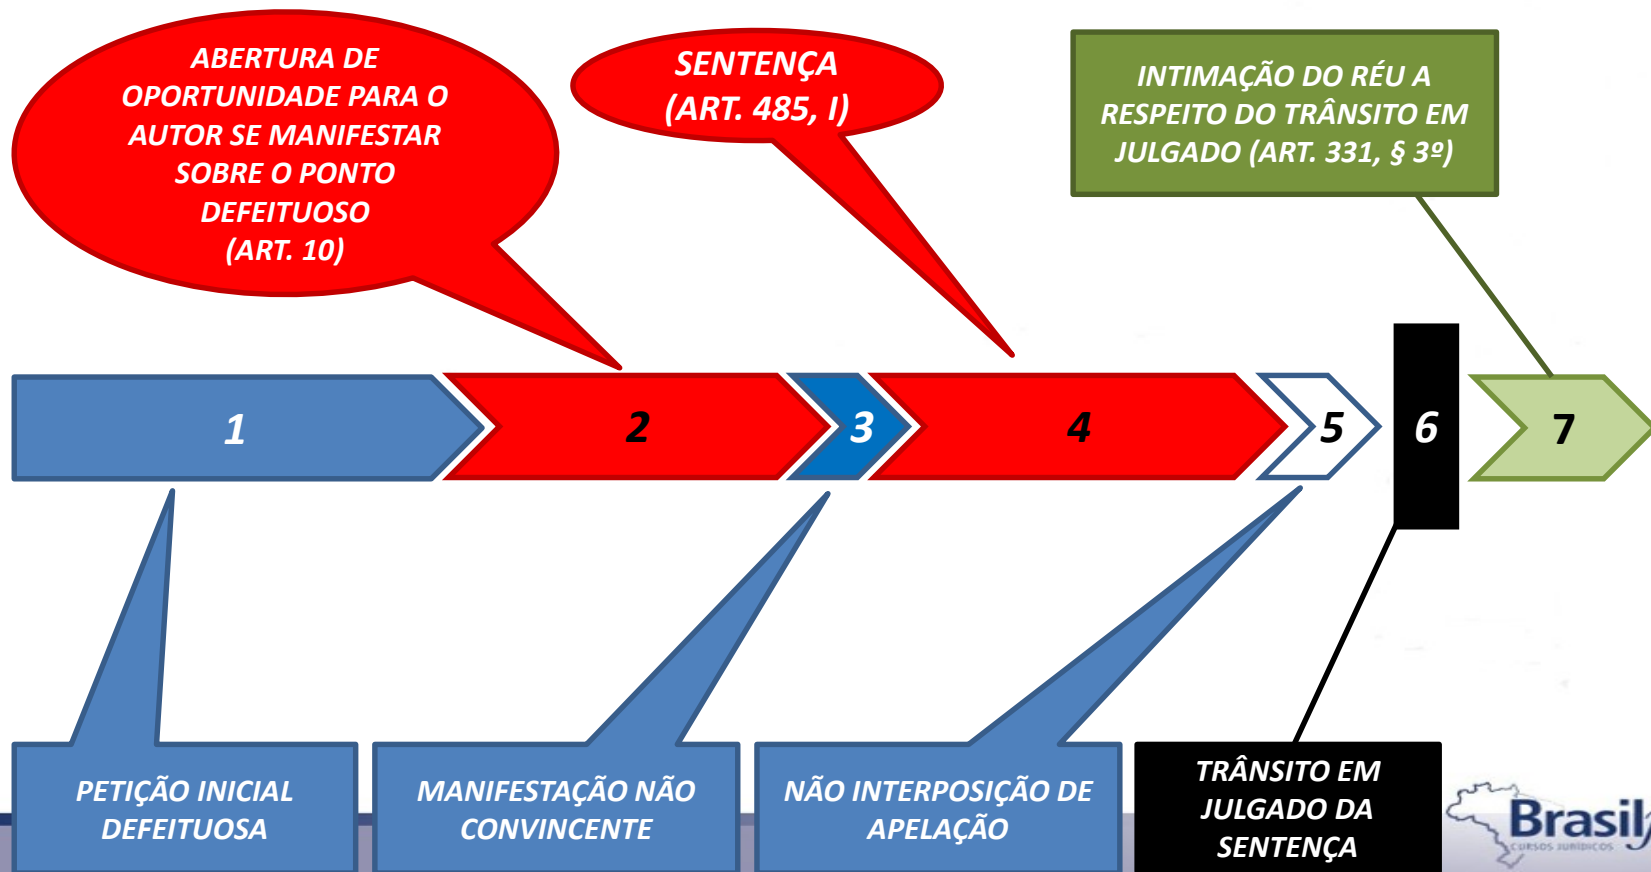 ABERTURA DE
OPORTUNIDADE PARA O
AUTOR SE MANIFESTAR
SOBRE O PONTO
DEFEITUOSO
(ART. 10)
SENTENÇA
(ART. 485, I)
INTIMAÇÃO DO RÉU A
RESPEITO DO TRÂNSITO EM
JULGADO (ART. 331, § 3º)
1
2
3
4
5
6
7
PETIÇÃO INICIAL
DEFEITUOSA
MANIFESTAÇÃO NÃO
CONVINCENTE
NÃO INTERPOSIÇÃO DE
APELAÇÃO
TRÂNSITO EM
JULGADO DA
SENTENÇA
Brasil
CURSOS JURÍDICOS